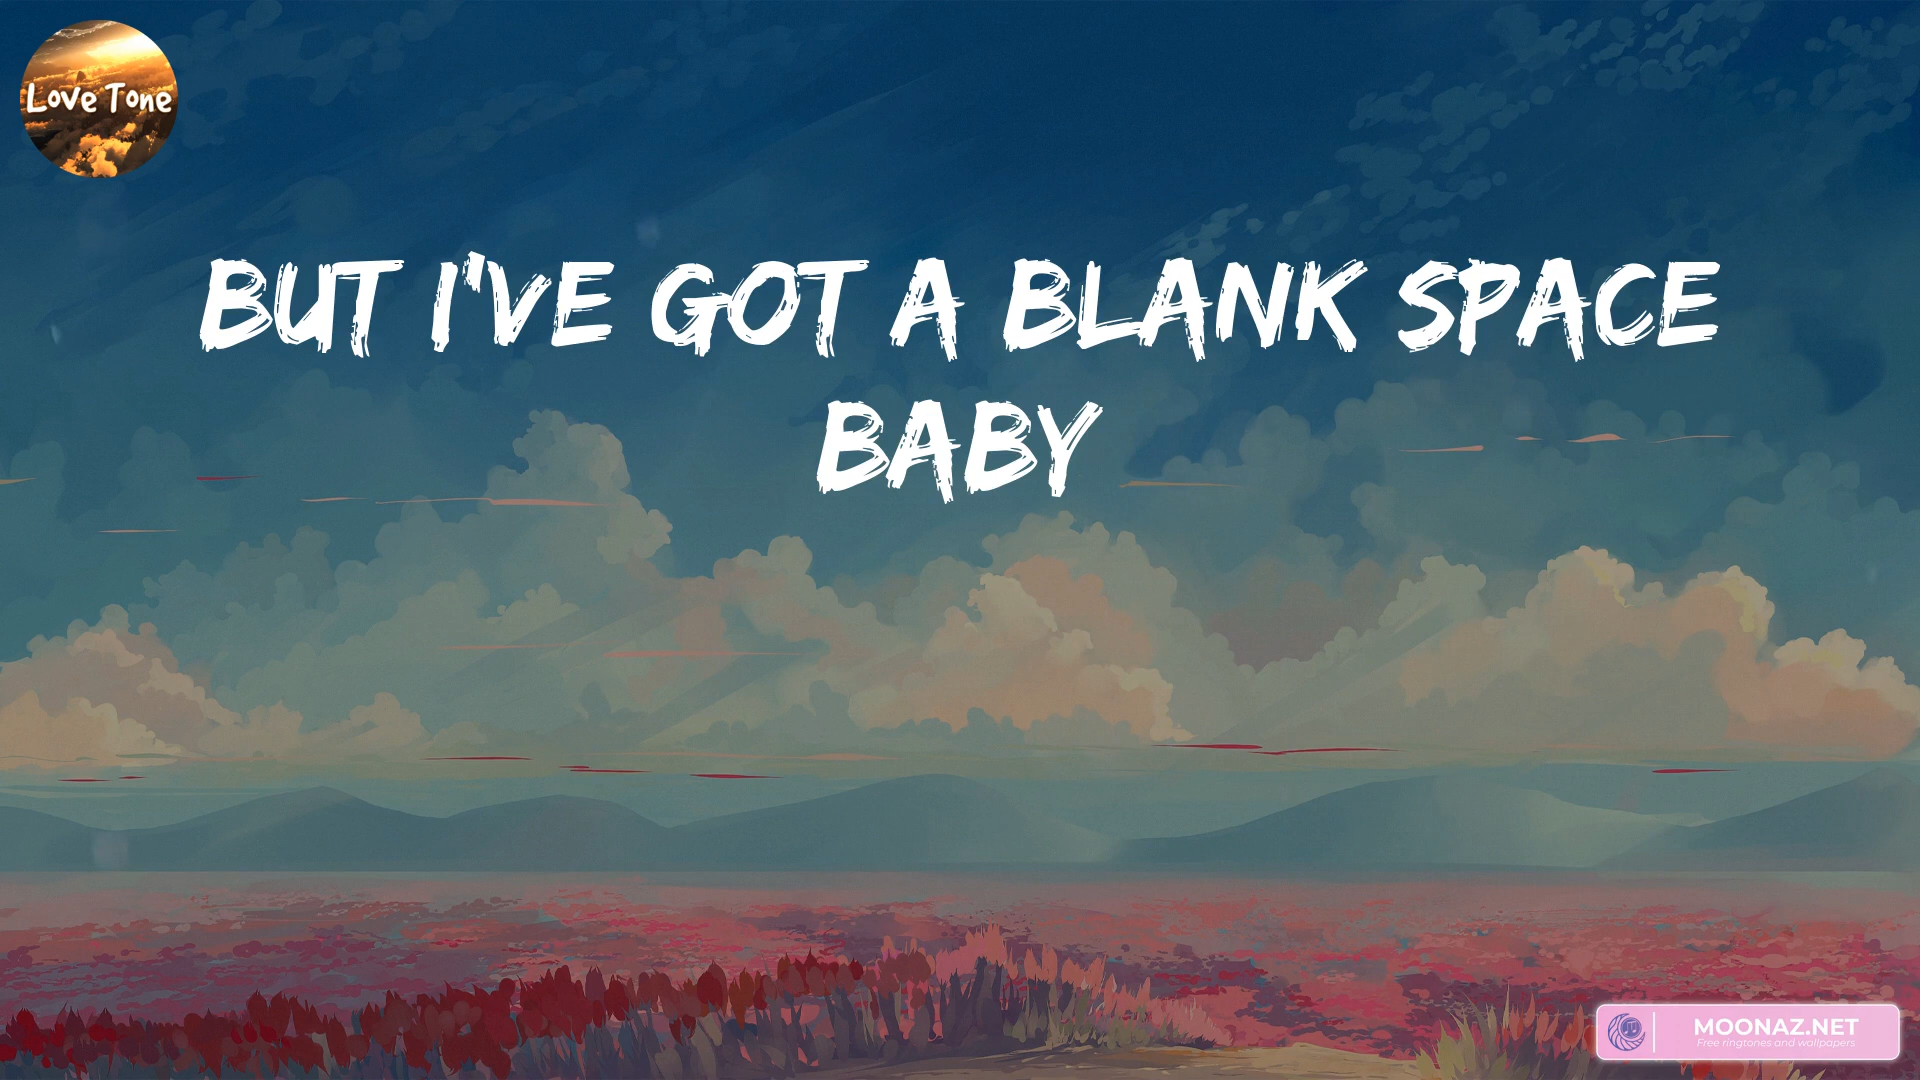 Love Tone
BUT I'VE GOT A BLANK SPACE
BABY
MOONAZ.NET
Free ringtones and wallpapers